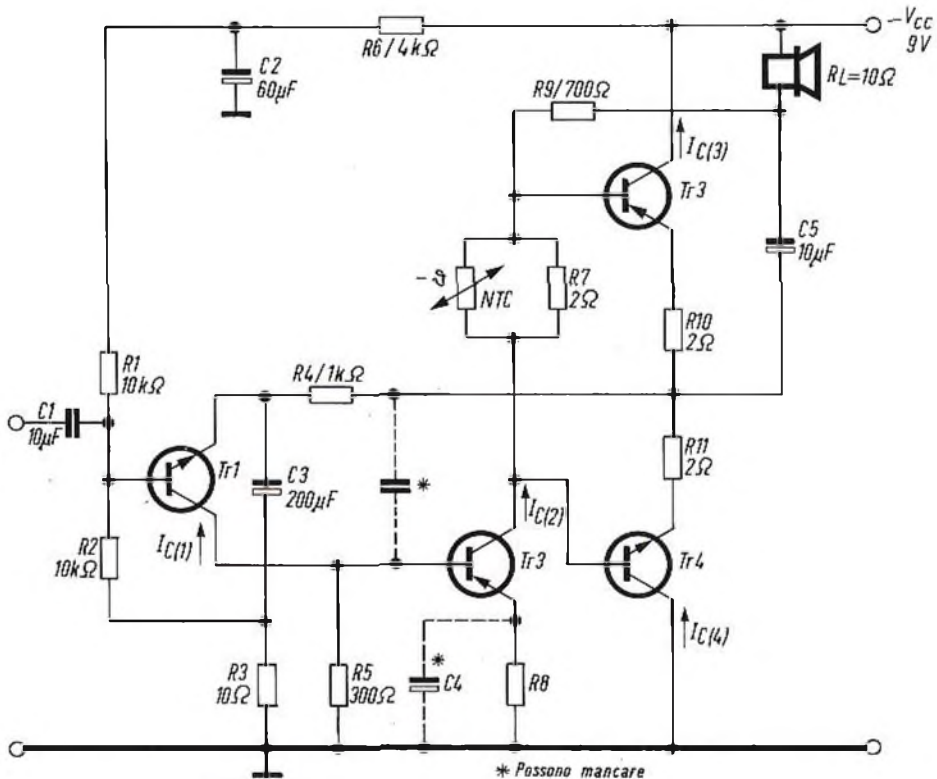 -Vcc
9V
R6/4kΩ
C2
60µF
RL=10Ω
R9/700Ω
IC(3)
Tr3
C5
10µF
-ϑ
NTC
R7
2Ω
R10
2Ω
R1
10kΩ
R4/1kΩ
C1
10µF
Tr1
C3
200µF
*
R11
2Ω
IC(1)
IC(2)
R2
10kΩ
Tr3
Tr4
IC(4)
R3
10Ω
R5
300Ω
*
C4
R8
* Possono mancare